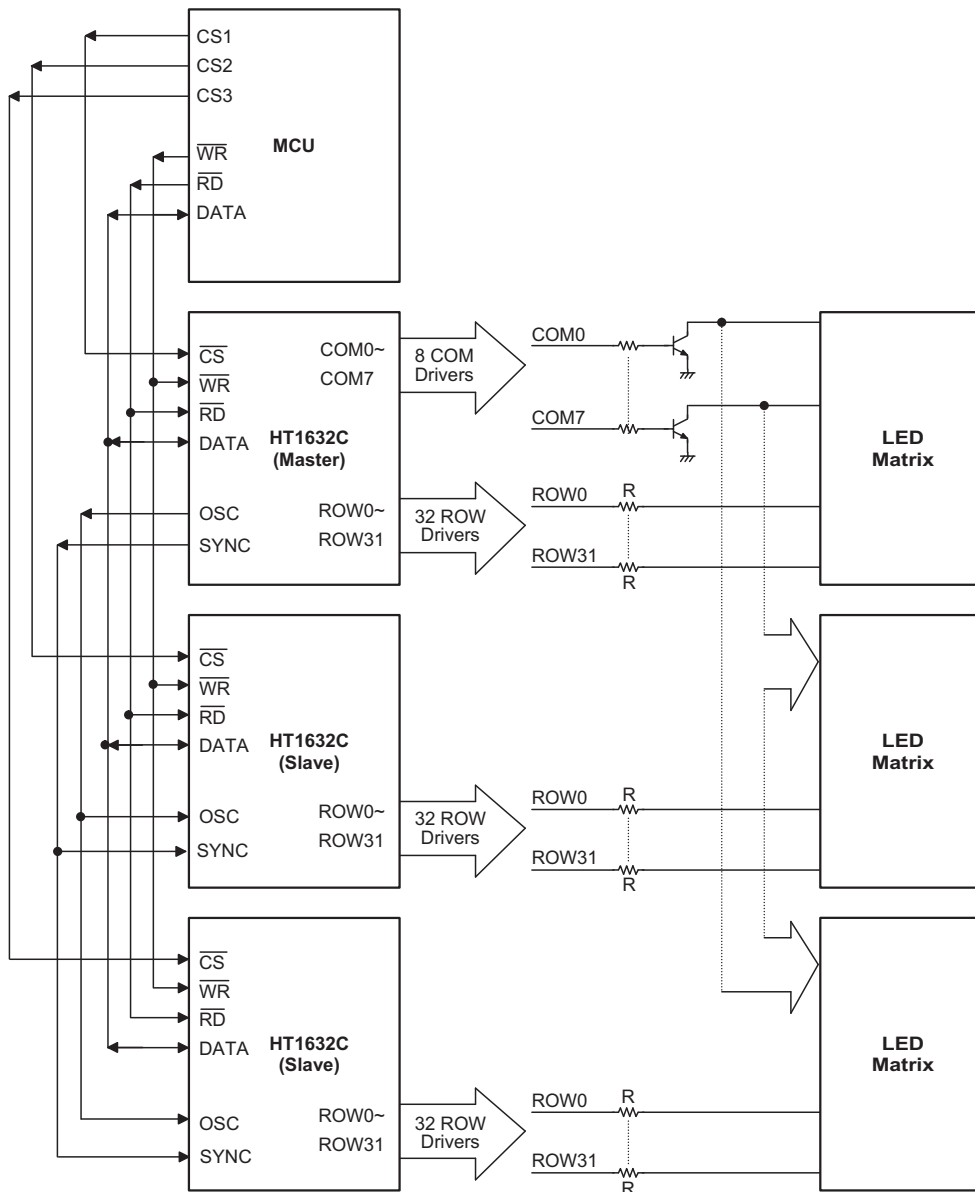 CS1
CS2
CS3
WR
RD
DATA
MCU
CS
WR
RD
DATA
OSC
SYNC
HT1632C
(Master)
COM0~
COM7
ROW0~
ROW31
8 COM
Drivers
32 ROW
Drivers
COM0
COM7
ROW0
R
ROW31
R
LED
Matrix
CS
WR
RD
DATA
OSC
SYNC
HT1632C
(Slave)
ROW0~
ROW31
32 ROW
Drivers
ROW0
R
ROW31
R
LED
Matrix
CS
WR
RD
DATA
OSC
SYNC
HT1632C
(Slave)
ROW0~
ROW31
32 ROW
Drivers
ROW0
R
ROW31
R
LED
Matrix